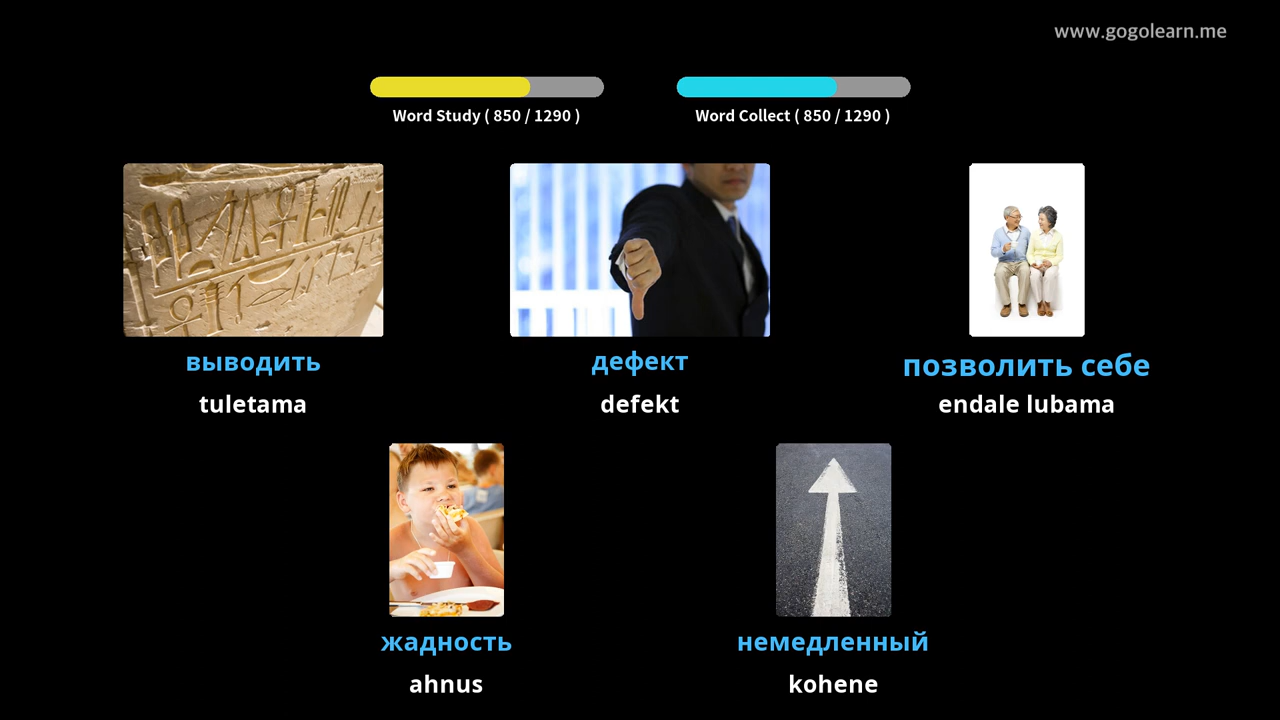 www.gogolearn.me
Word Study ( 850 / 1290 )
Word Collect ( 850 / 1290 )
выводить
tuletama
дефект
defekt
позволить себе
endale lubama
жадность
ahnus
немедленный
kohene